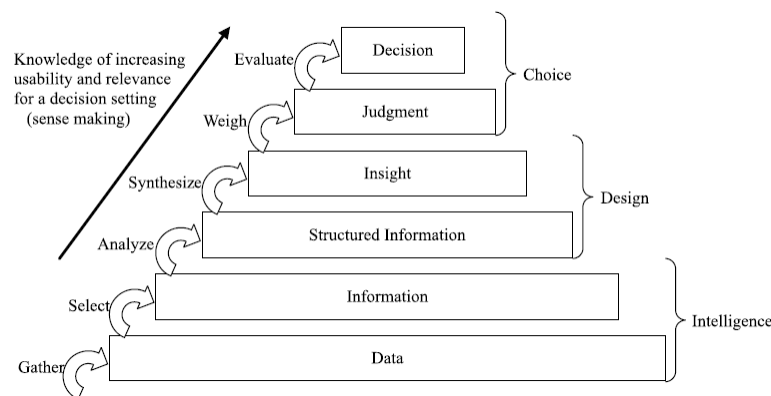 Knowledge of increasing
usability and relevance
for a decision setting
(sense making)
Evaluate
Decision
Choice
Weigh
Judgment
Synthesize
Insight
Design
Analyze
Structured Information
Select
Information
Intelligence
Gather
Data